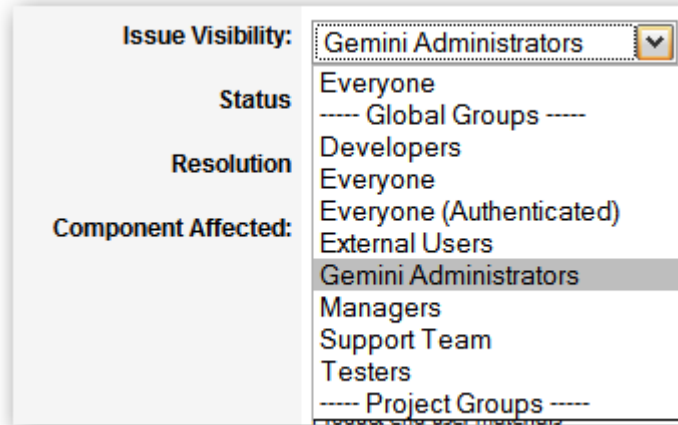 Issue Visibility: Gemini Administrators
Everyone
Status
----- Global Groups -----
Developers
Resolution
Everyone
Everyone (Authenticated)
Component Affected:
External Users
Gemini Administrators
Managers
Support Team
Testers
----- Project Groups -----